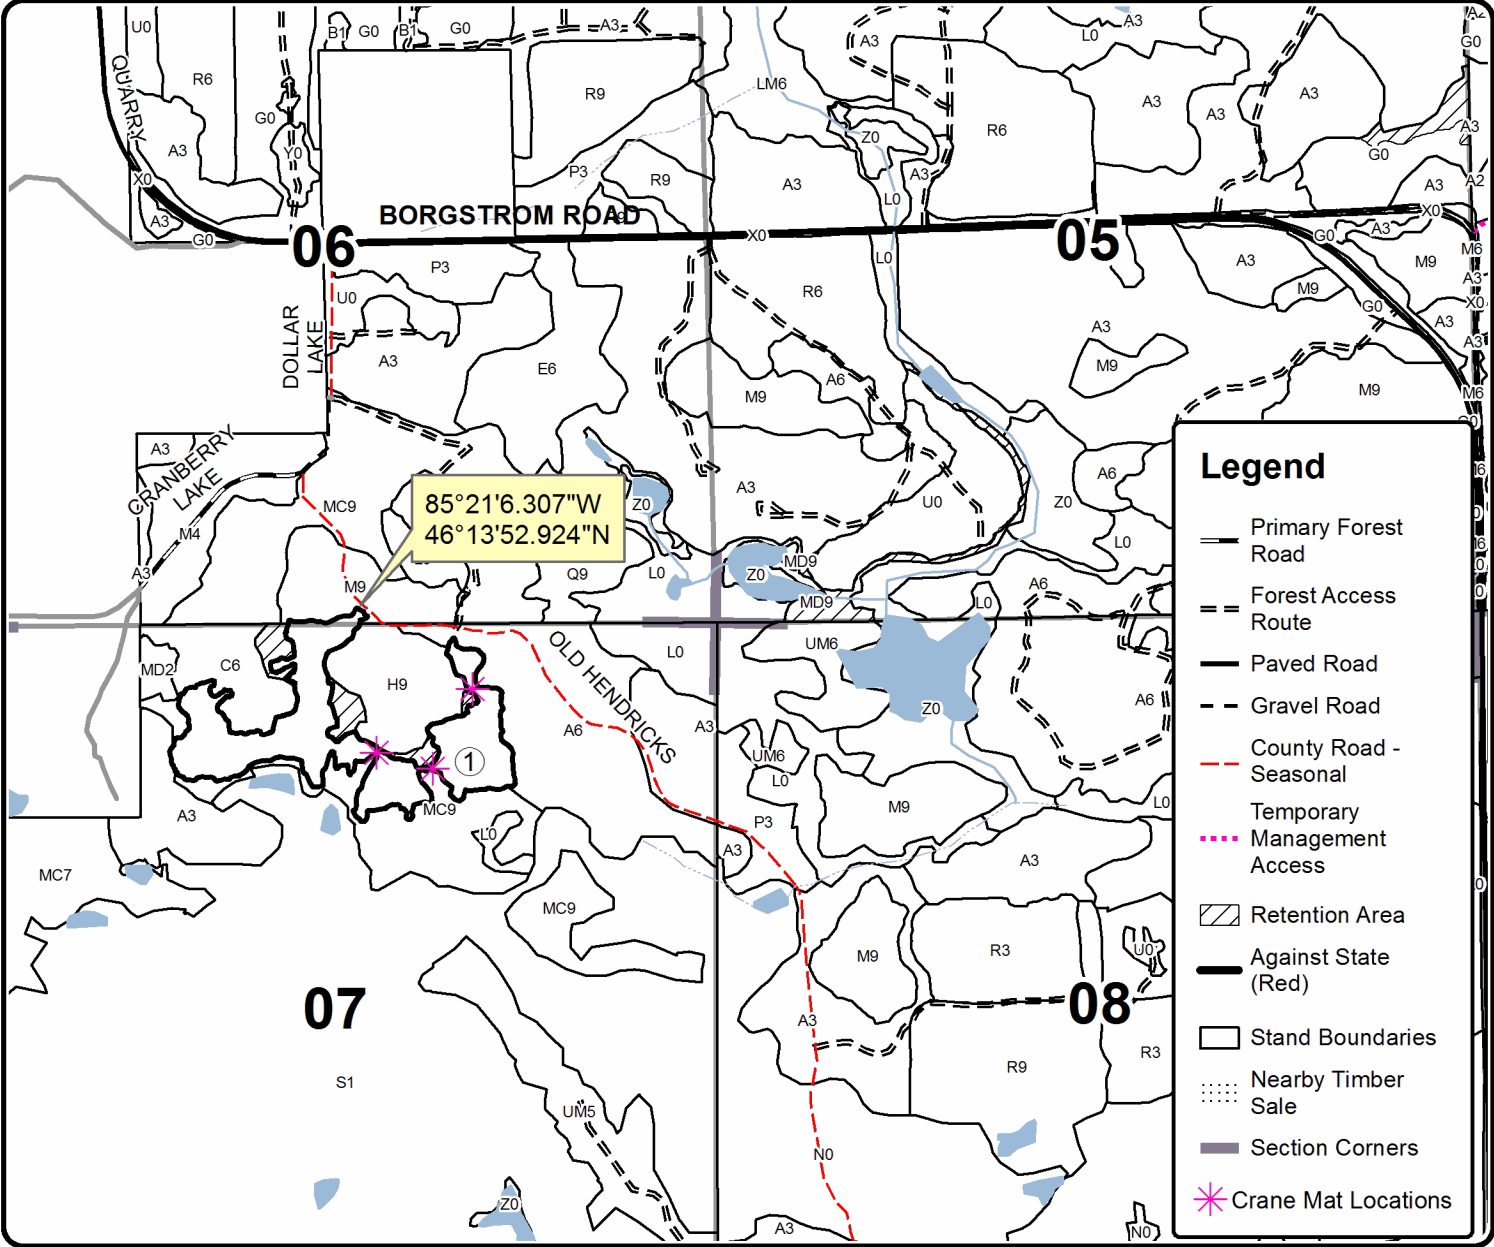 U0
B1
G0
B1
G0
A3
A3
L0
A3
G0
R6
QUARRY
G0
R9
LM6
A3
A3
A3
R6
Z0
A3
G0
A3
Y0
P3
R9
A3
A3
A3
A2
X0
L0
A3
BORGSTROM ROAD
X0
G0
06
X0
05
A3
G0
M6
P3
L0
A3
M9
A3
U0
R6
M9
G0
X0
DOLLAR
LAKE
A3
A3
A3
E6
A6
M9
M9
M9
M6
A3
CRANBERRY
LAKE
MC9
M4
85°21'6.307"W
46°13'52.924"N
Z0
A3
U0
Z0
A6
L0
A3
M9
Q9
L0
Z0
MD9
MD9
A6
L0
MD2
C6
H9
OLD HENDRICKS
L0
UM6
Z0
A6
A6
A3
UM6
1
MC9
L0
M9
L0
A3
L0
P3
A3
A3
MC7
MC9
M9
R3
U0
07
08
A3
S1
R9
R3
UM5
N0
Z0
A3
N0
Legend
Primary Forest
Road
Forest Access
Route
Paved Road
Gravel Road
County Road -
Seasonal
Temporary
Management
Access
Retention Area
Against State
(Red)
Stand Boundaries
Nearby Timber
Sale
Section Corners
Crane Mat Locations